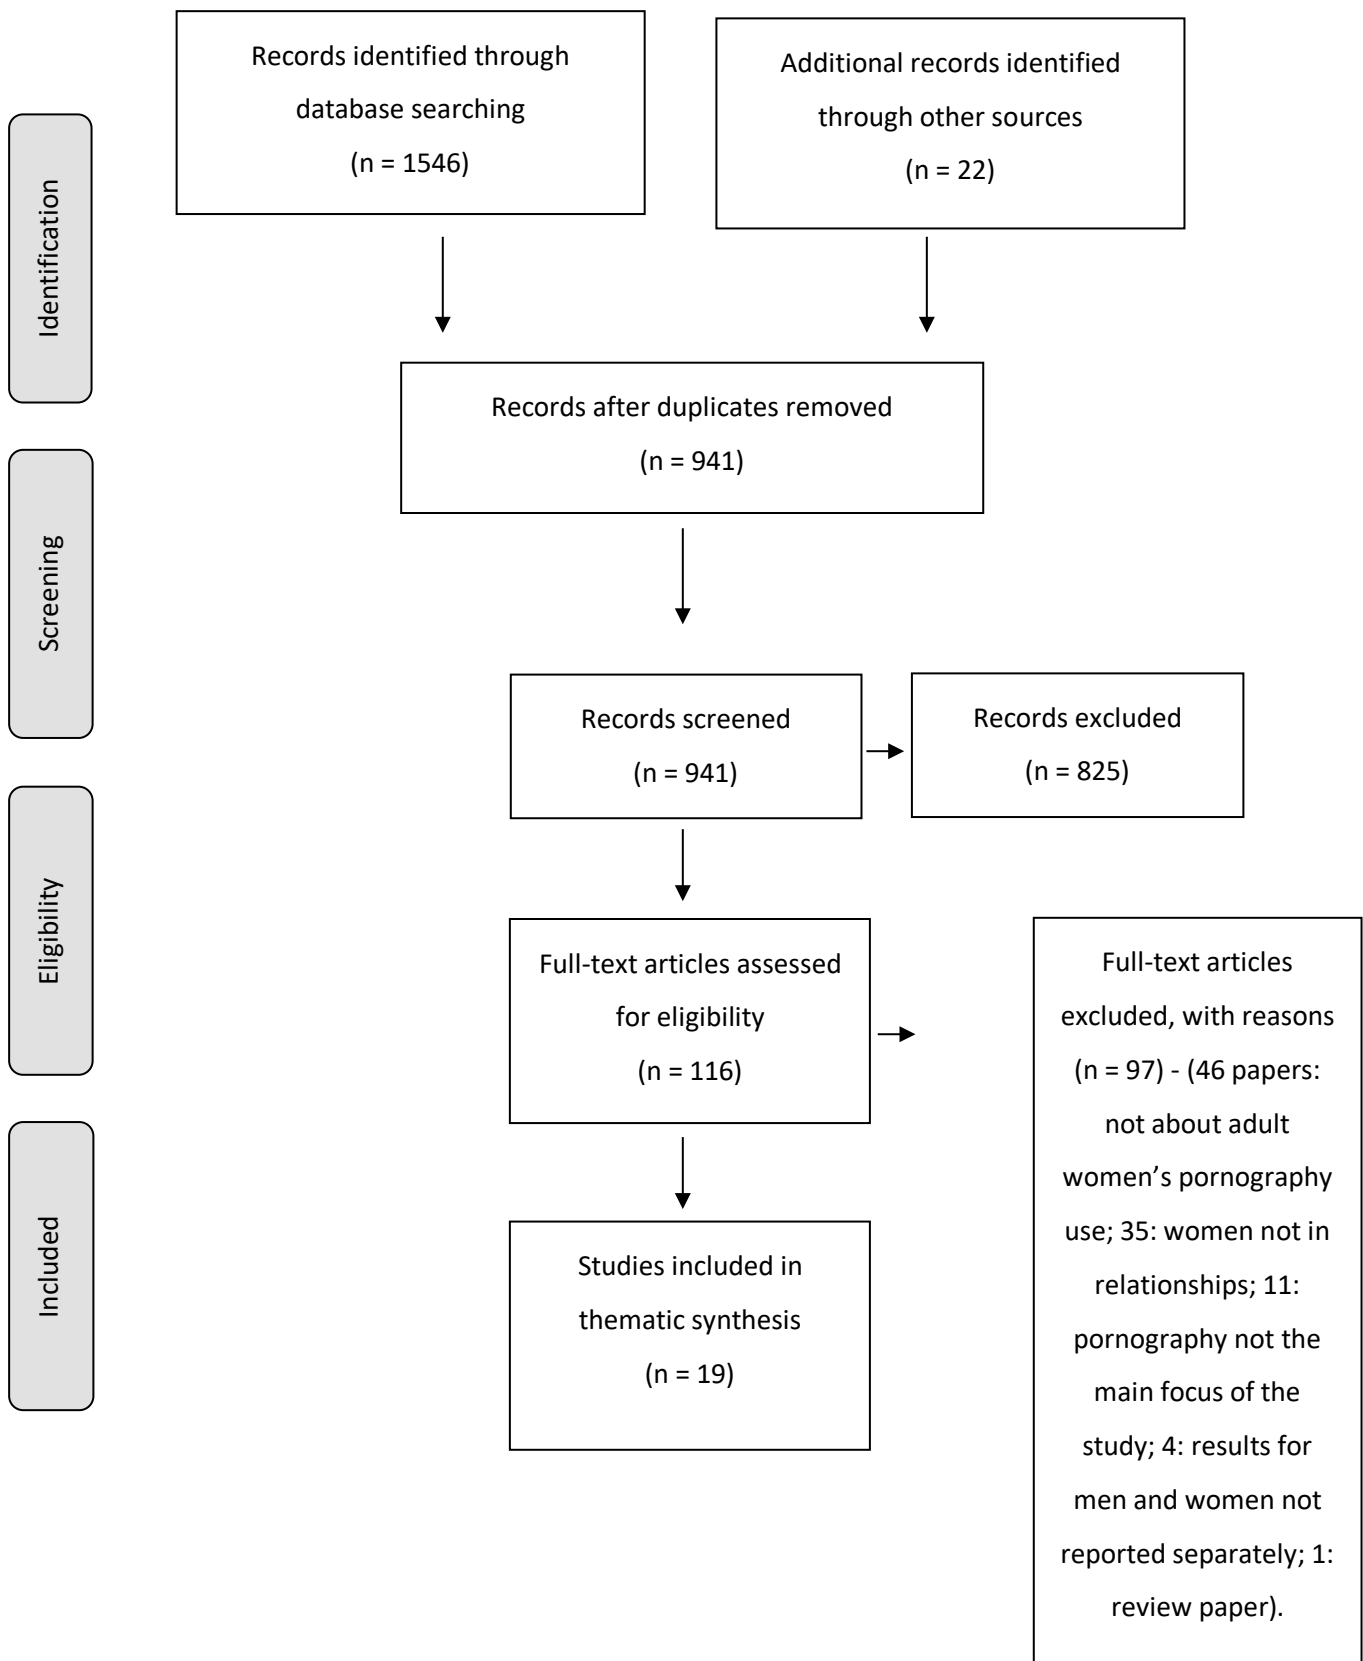 Records identified through
database searching
(n = 1546)
Additional records identified
through other sources
(n = 22)
Identification
Records after duplicates removed
(n = 941)
Screening
Records screened
(n = 941)
Records excluded
(n = 825)
Eligibility
Full-text articles assessed
for eligibility
(n = 116)
Full-text articles
excluded, with reasons
(n = 97) - (46 papers:
not about adult
women’s pornography
use; 35: women not in
relationships; 11:
pornography not the
main focus of the
study; 4: results for
men and women not
reported separately; 1:
review paper).
Included
Studies included in
thematic synthesis
(n = 19)